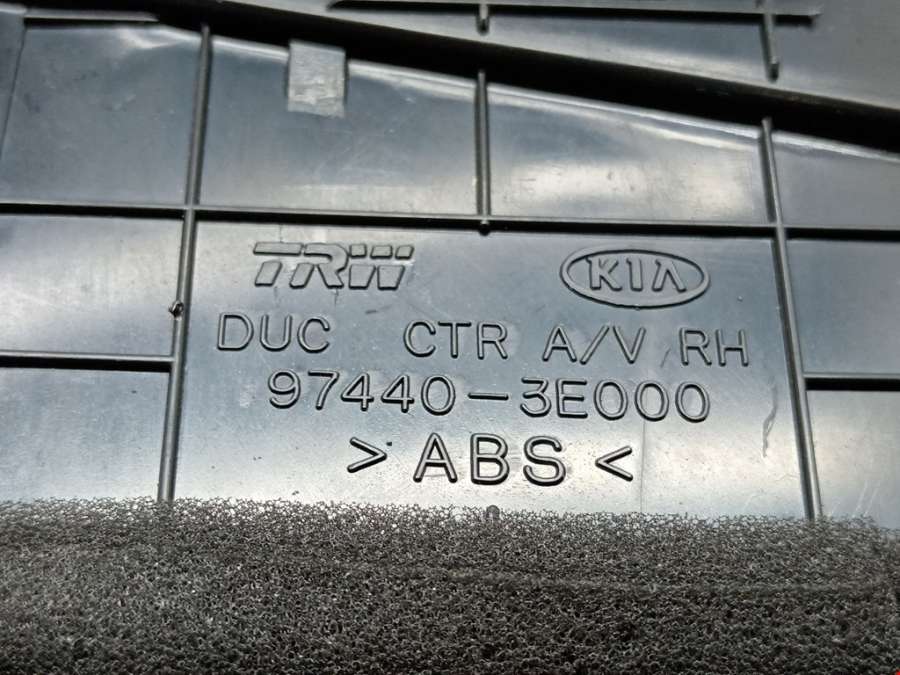 TRW KIA
DUC CTR A/V RH
97440-3E000
>ABS<